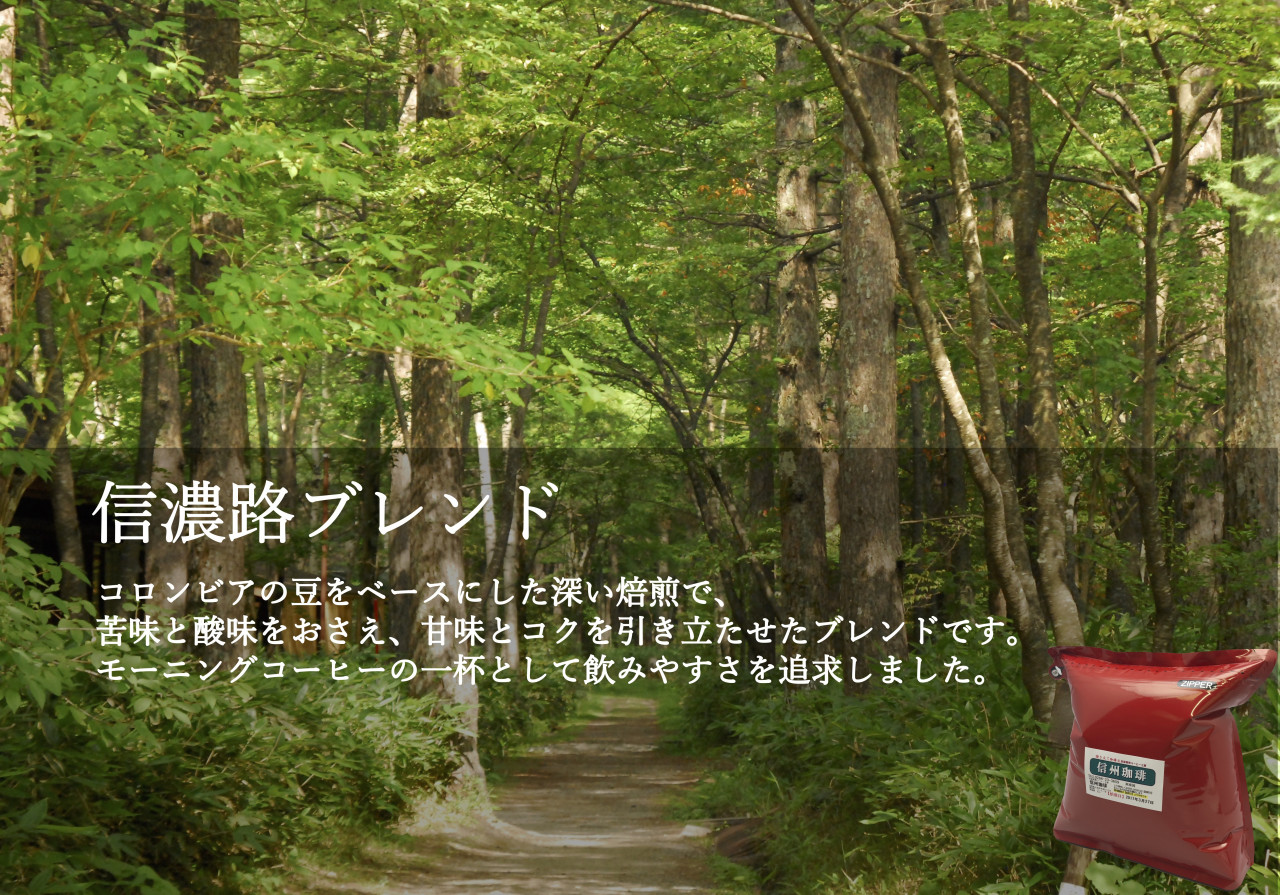 信濃路ブレンド
コロンビアの豆をベースにした深い焙煎で、
苦味と酸味をおさえ、甘味とコクを引き立たせたブレンドです。
モーニングコーヒーの一杯として飲みやすさを追求しました。
ZIPPER
信州珈琲